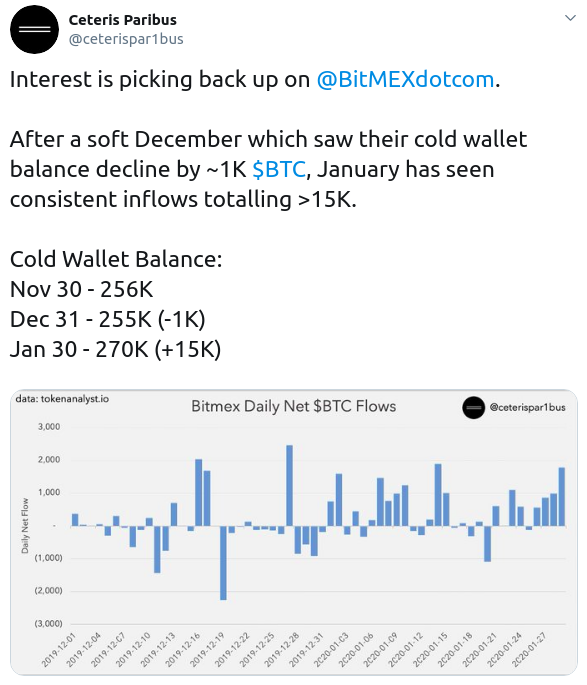 Ceteris Paribus
@ceterispar1bus
Interest is picking back up on @BitMEXdotcom.
After a soft December which saw their cold wallet
balance decline by ~1K $BTC, January has seen
consistent inflows totalling >15K.
Cold Wallet Balance:
Nov 30 - 256K
Dec 31 - 255K (-1K)
Jan 30 - 270K (+15K)
data: tokenanalyst.io
Bitmex Daily Net $BTC Flows
@ceterispar1bus
3,000
2,000
1,000
-
(1,000)
(2,000)
(3,000)
Daily Net Flow
2019-12-01
2019-12-04
2019-12-07
2019-12-10
2019-12-13
2019-12-16
2019-12-19
2019-12-22
2019-12-25
2019-12-28
2019-12-31
2020-01-03
2020-01-06
2020-01-09
2020-01-12
2020-01-15
2020-01-18
2020-01-21
2020-01-24
2020-01-27